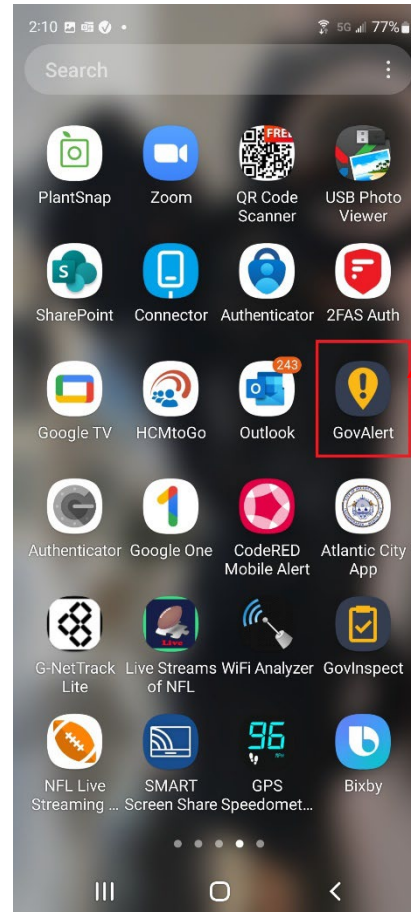 2:10
5G 77%
Search
FREE
PlantSnap Zoom QR Code Scanner USB Photo Viewer
S
243
SharePoint Connector Authenticator 2FAS Auth
Google TV HCMtoGo Outlook GovAlert
1
Authenticator Google One CodeRED Mobile Alert Atlantic City App
Live
G-NetTrack Lite Live Streams of NFL WiFi Analyzer GovInspect
96
NFL Live Streaming ... SMART Screen Share GPS Speedomet... Bixby